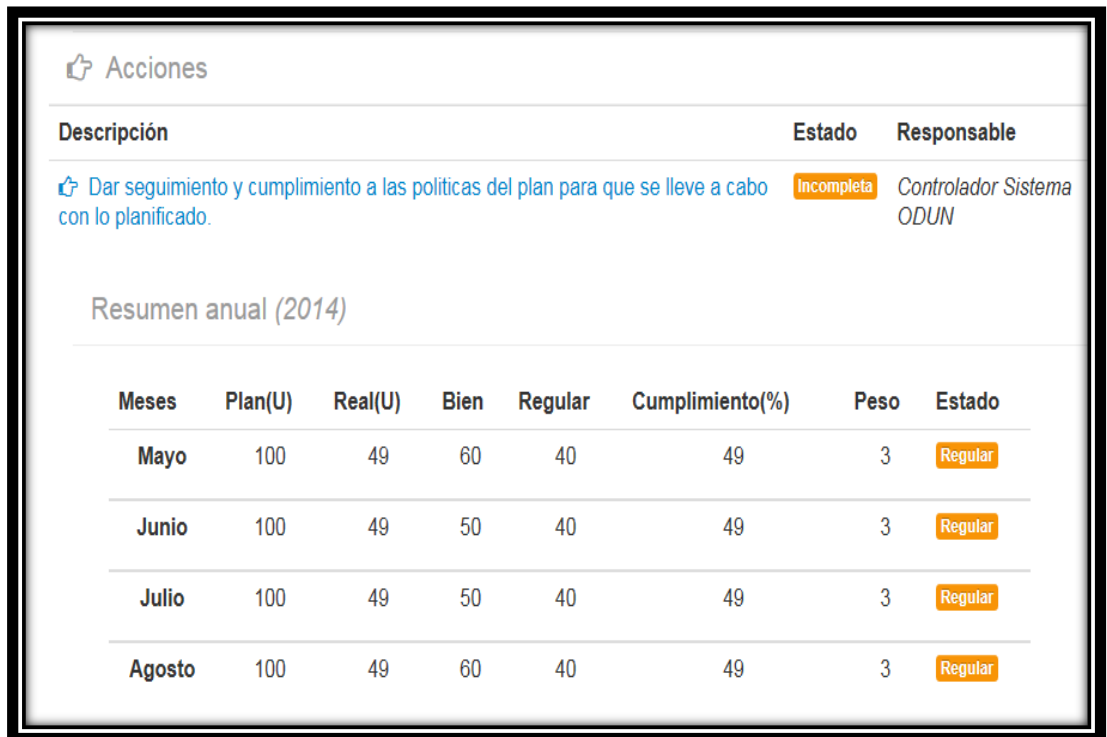 Acciones
Descripción Estado Responsable
Dar seguimiento y cumplimiento a las politicas del plan para que se lleve a cabo Incompleta Controlador Sistema
con lo planificado. ODUN
Resumen anual (2014)
Meses Plan(U) Real(U) Bien Regular Cumplimiento(%) Peso Estado
Mayo 100 49 60 40 49 3 Regular
Junio 100 49 50 40 49 3 Regular
Julio 100 49 50 40 49 3 Regular
Agosto 100 49 60 40 49 3 Regular